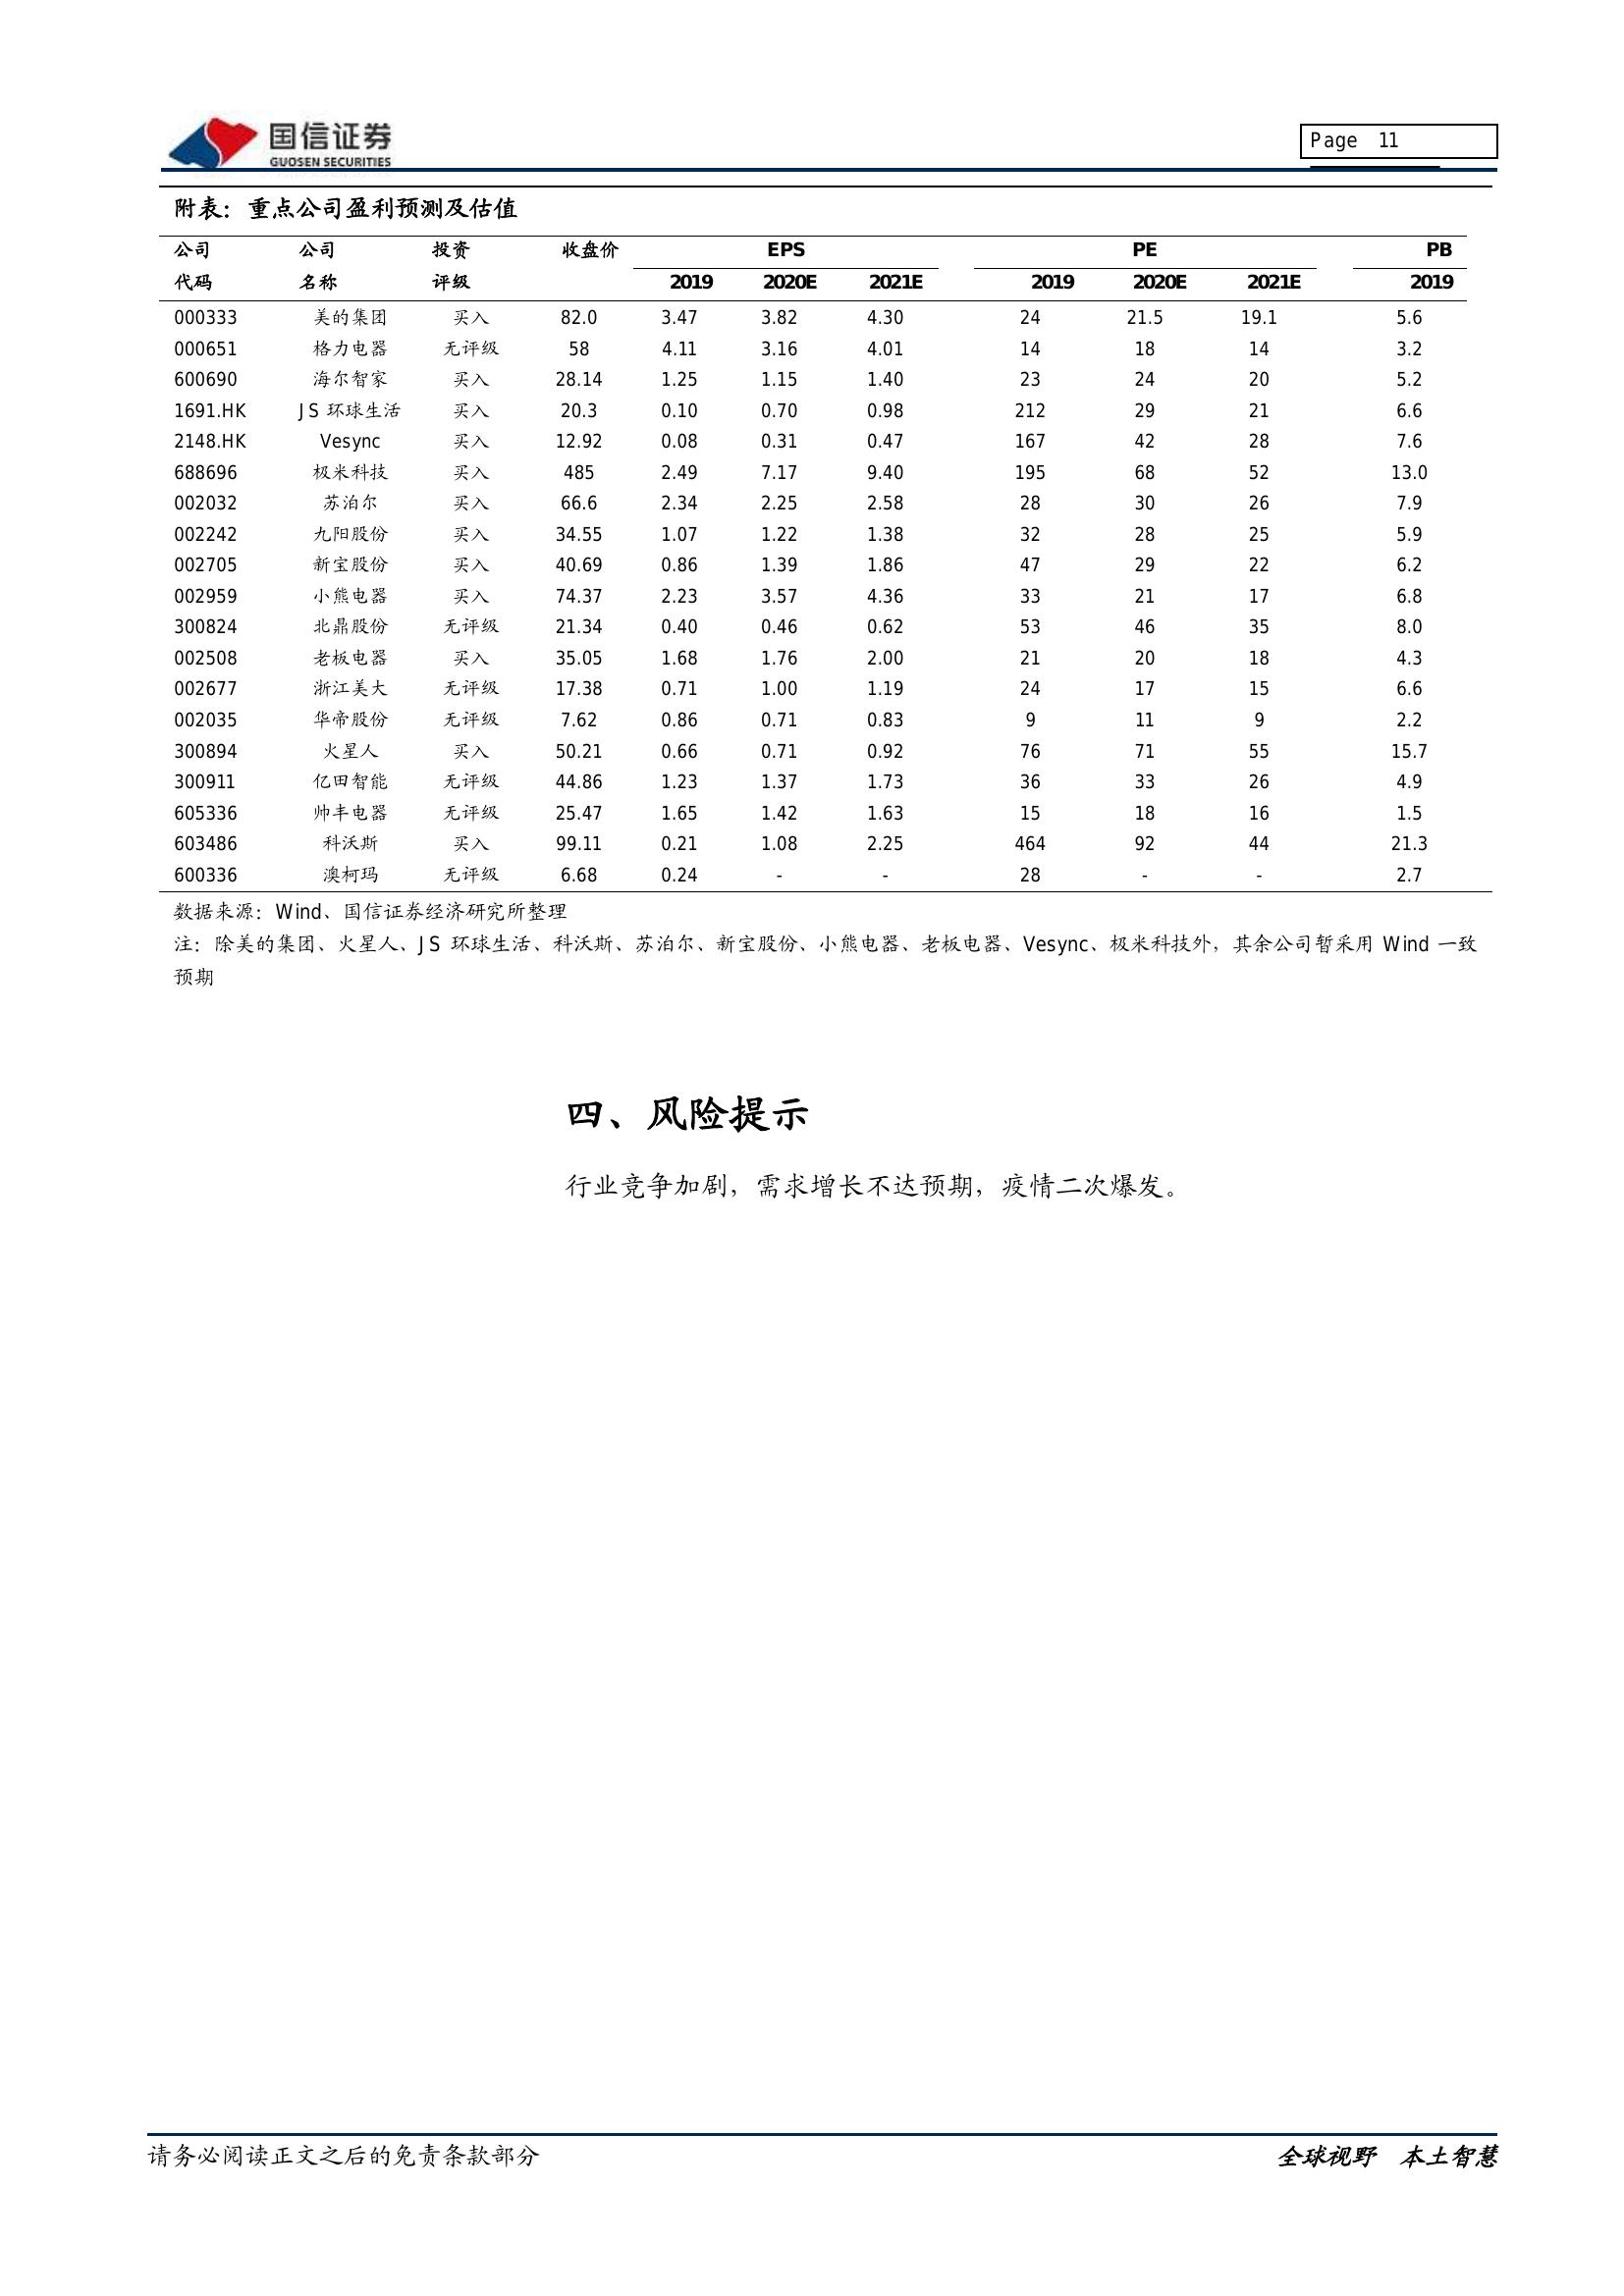 国信证券
GUOSEN SECURITIES
Page 11
附表：重点公司盈利预测及估值
公司 公司 投资 收盘价 EPS PE PB
代码 名称 评级 2019 2020E 2021E 2019 2020E 2021E 2019
000333 美的集团 买入 82.0 3.47 3.82 4.30 24 21.5 19.1 5.6
000651 格力电器 无评级 58 4.11 3.16 4.01 14 18 14 3.2
600690 海尔智家 买入 28.14 1.25 1.15 1.40 23 24 20 5.2
1691.HK JS 环球生活 买入 20.3 0.10 0.70 0.98 212 29 21 6.6
2148.HK Vesync 买入 12.92 0.08 0.31 0.47 167 42 28 7.6
688696 极米科技 买入 485 2.49 7.17 9.40 195 68 52 13.0
002032 苏泊尔 买入 66.6 2.34 2.25 2.58 28 30 26 7.9
002242 九阳股份 买入 34.55 1.07 1.22 1.38 32 28 25 5.9
002705 新宝股份 买入 40.69 0.86 1.39 1.86 47 29 22 6.2
002959 小熊电器 买入 74.37 2.23 3.57 4.36 33 21 17 6.8
300824 北鼎股份 无评级 21.34 0.40 0.46 0.62 53 46 35 8.0
002508 老板电器 买入 35.05 1.68 1.76 2.00 21 20 18 4.3
002677 浙江美大 无评级 17.38 0.71 1.00 1.19 24 17 15 6.6
002035 华帝股份 无评级 7.62 0.86 0.71 0.83 9 11 9 2.2
300894 火星人 买入 50.21 0.66 0.71 0.92 76 71 55 15.7
300911 亿田智能 无评级 44.86 1.23 1.37 1.73 36 33 26 4.9
605336 帅丰电器 无评级 25.47 1.65 1.42 1.63 15 18 16 1.5
603486 科沃斯 买入 99.11 0.21 1.08 2.25 464 92 44 21.3
600336 澳柯玛 无评级 6.68 0.24 - - 28 - - 2.7
数据来源：Wind、国信证券经济研究所整理
注：除美的集团、火星人、JS 环球生活、科沃斯、苏泊尔、新宝股份、小熊电器、老板电器、Vesync、极米科技外，其余公司暂采用 Wind 一致
预期
四、风险提示
行业竞争加剧，需求增长不达预期，疫情二次爆发。
请务必阅读正文之后的免责条款部分 全球视野 本土智慧